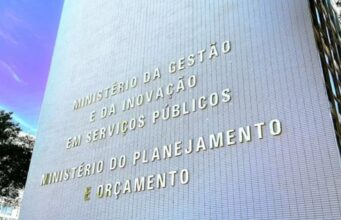 MINISTÉRIO DA GESTÃO
E DA INOVAÇÃO
EM SERVIÇOS PÚBLICOS
MINISTÉRIO DO PLANEJAMENTO
E ORÇAMENTO